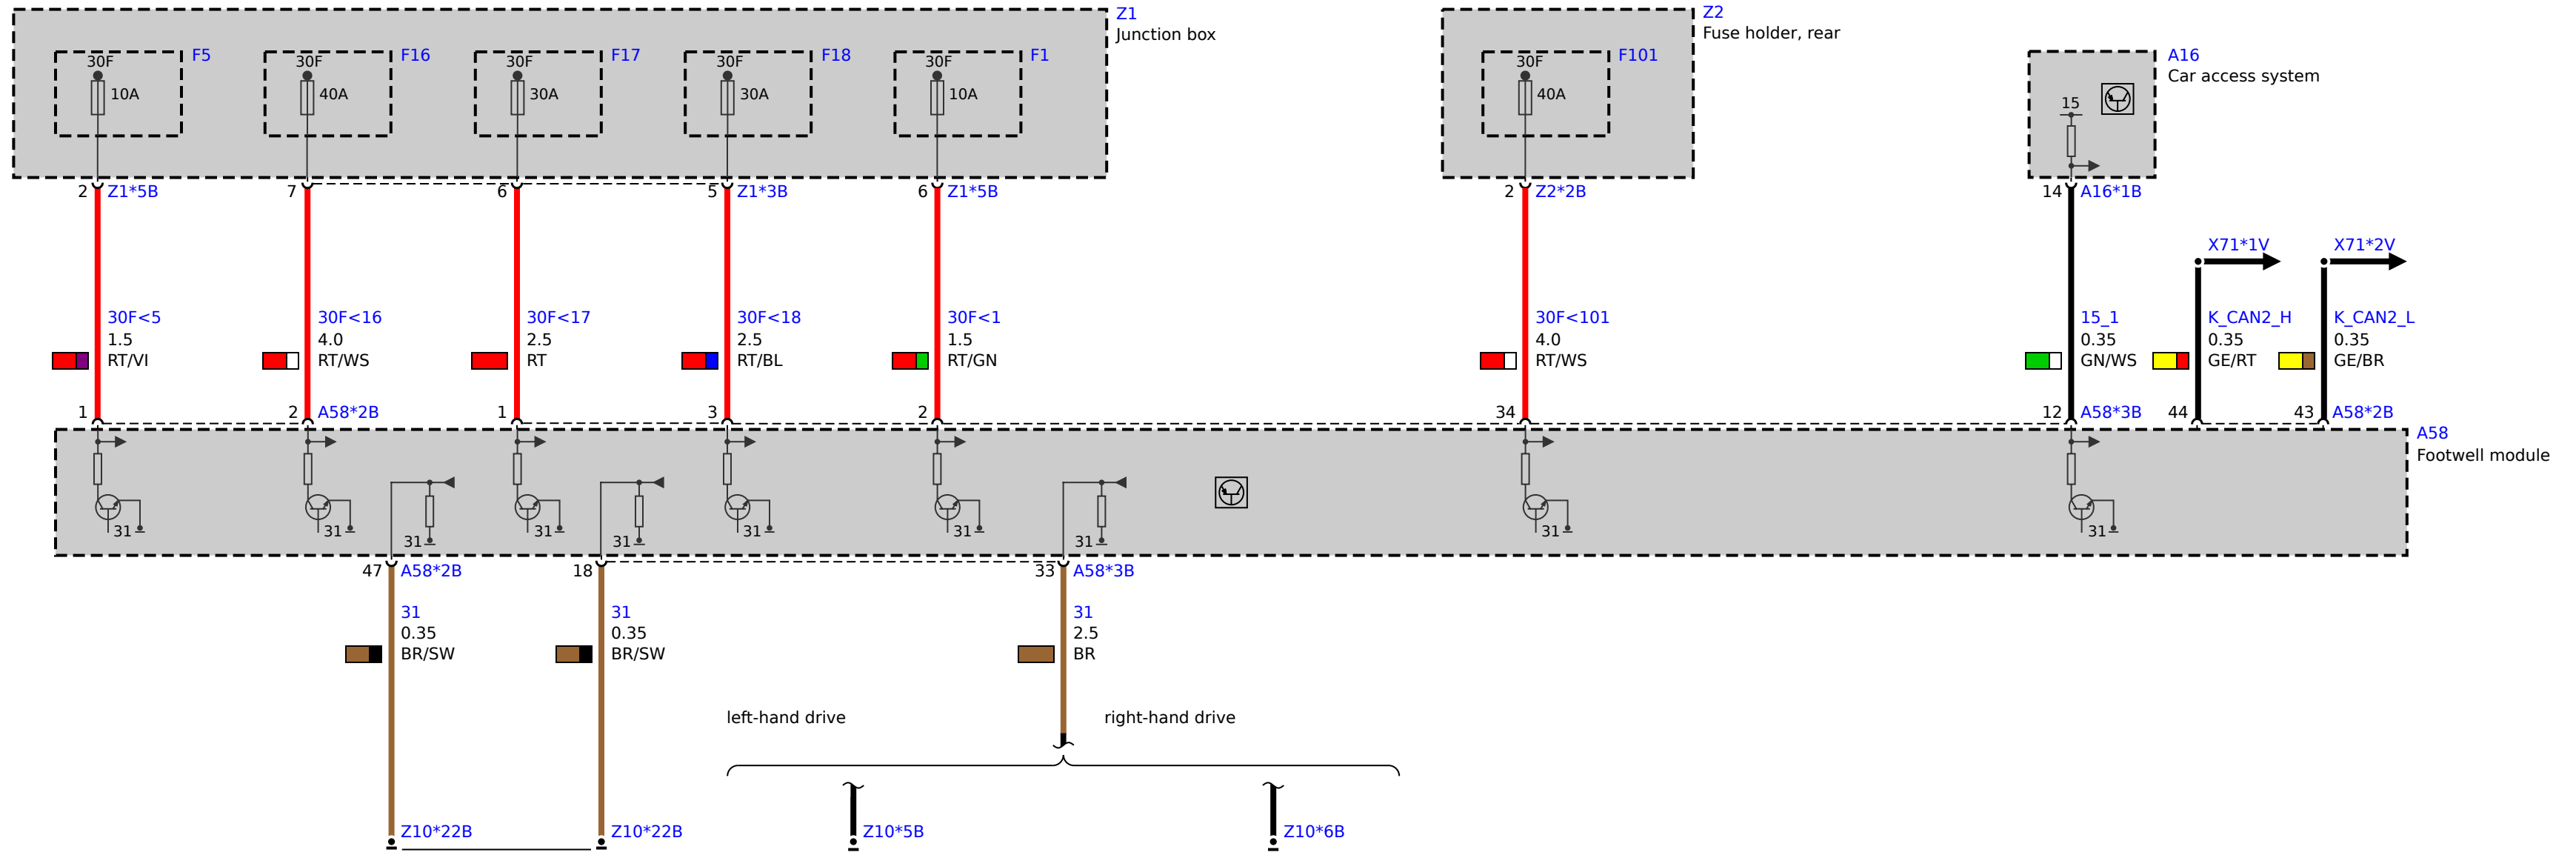 Z1
Junction box
Z2
Fuse holder, rear
30F
F5
30F
F16
30F
F17
30F
F18
30F
F1
30F
F101
A16
Car access system
10A
40A
30A
30A
10A
40A
15
2 Z1*5B
7
6
5 Z1*3B
6 Z1*5B
2 Z2*2B
14 A16*1B
X71*1V
X71*2V
30F<5
1.5
RT/VI
30F<16
4.0
RT/WS
30F<17
2.5
RT
30F<18
2.5
RT/BL
30F<1
1.5
RT/GN
30F<101
4.0
RT/WS
15_1
0.35
GN/WS
K_CAN2_H
0.35
GE/RT
K_CAN2_L
0.35
GE/BR
1
2 A58*2B
1
3
2
34
12 A58*3B
44
43 A58*2B
A58
Footwell module
31
31
31
31
31
31
31
31
31
31
47 A58*2B
18
33 A58*3B
31
0.35
BR/SW
31
0.35
BR/SW
31
2.5
BR
left-hand drive
right-hand drive
Z10*22B
Z10*22B
Z10*5B
Z10*6B